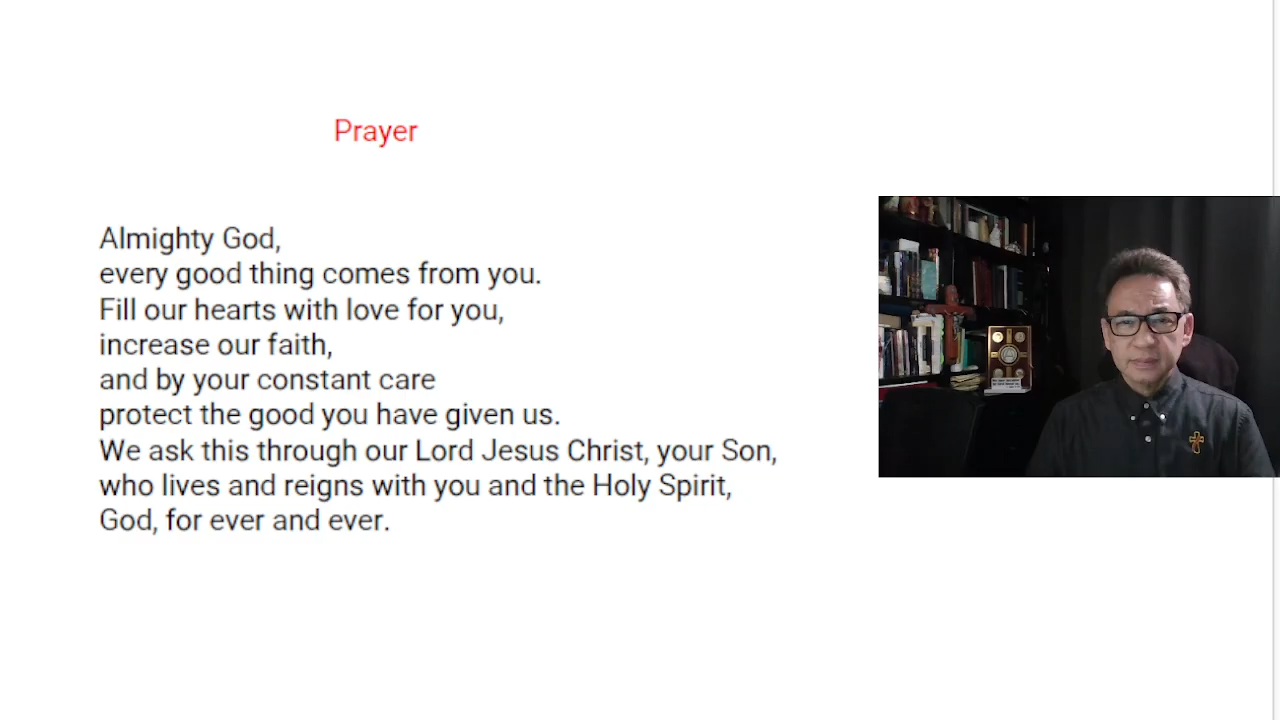 Prayer
Almighty God,
every good thing comes from you.
Fill our hearts with love for you,
increase our faith,
and by your constant care
protect the good you have given us.
We ask this through our Lord Jesus Christ, your Son,
who lives and reigns with you and the Holy Spirit,
God, for ever and ever.